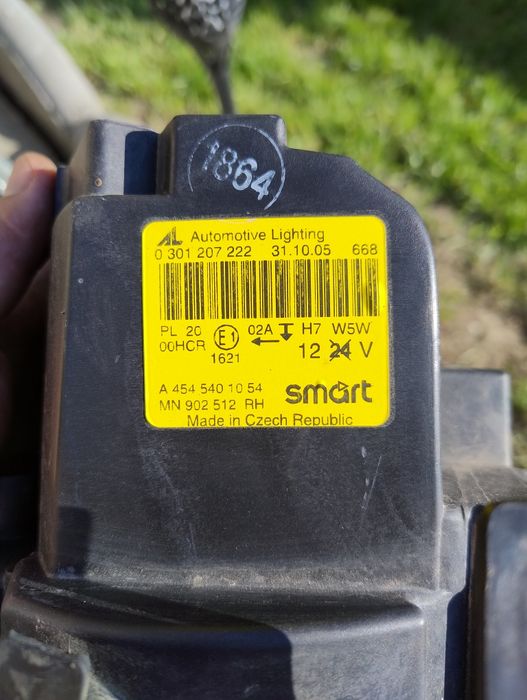 1864
AL Automotive Lighting
0 301 207 222 31.10.05 668
PL 20 02A H7 W5W
00HCR E1 12 24 V
1621
A 454 540 10 54
MN 902 512 RH
smart
Made in Czech Republic